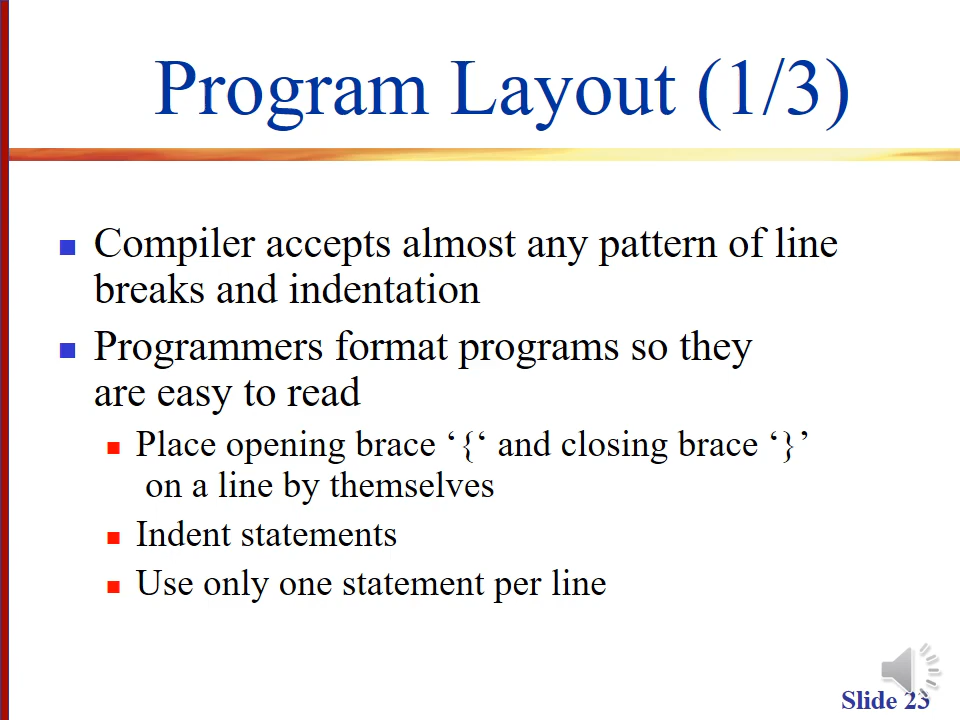 Program Layout (1/3)
Compiler accepts almost any pattern of line
breaks and indentation
Programmers format programs so they
are easy to read
Place opening brace ‘{‘ and closing brace ‘}’
on a line by themselves
Indent statements
Use only one statement per line
Slide 23